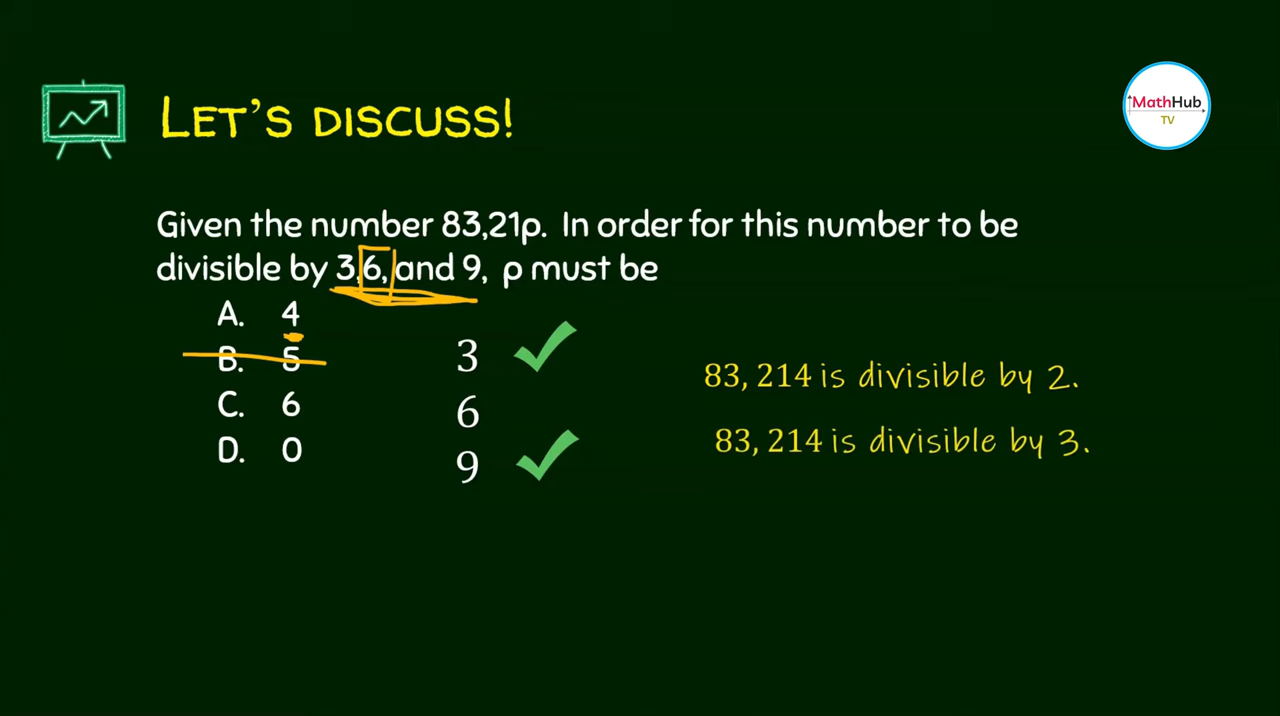 LET'S DISCUSS!
MathHub
TV
Given the number 83,21p. In order for this number to be
divisible by 3,6, and 9, p must be
A. 4
B. 5
C. 6
D. 0
3
6
9
83, 214 is divisible by 2.
83, 214 is divisible by 3.